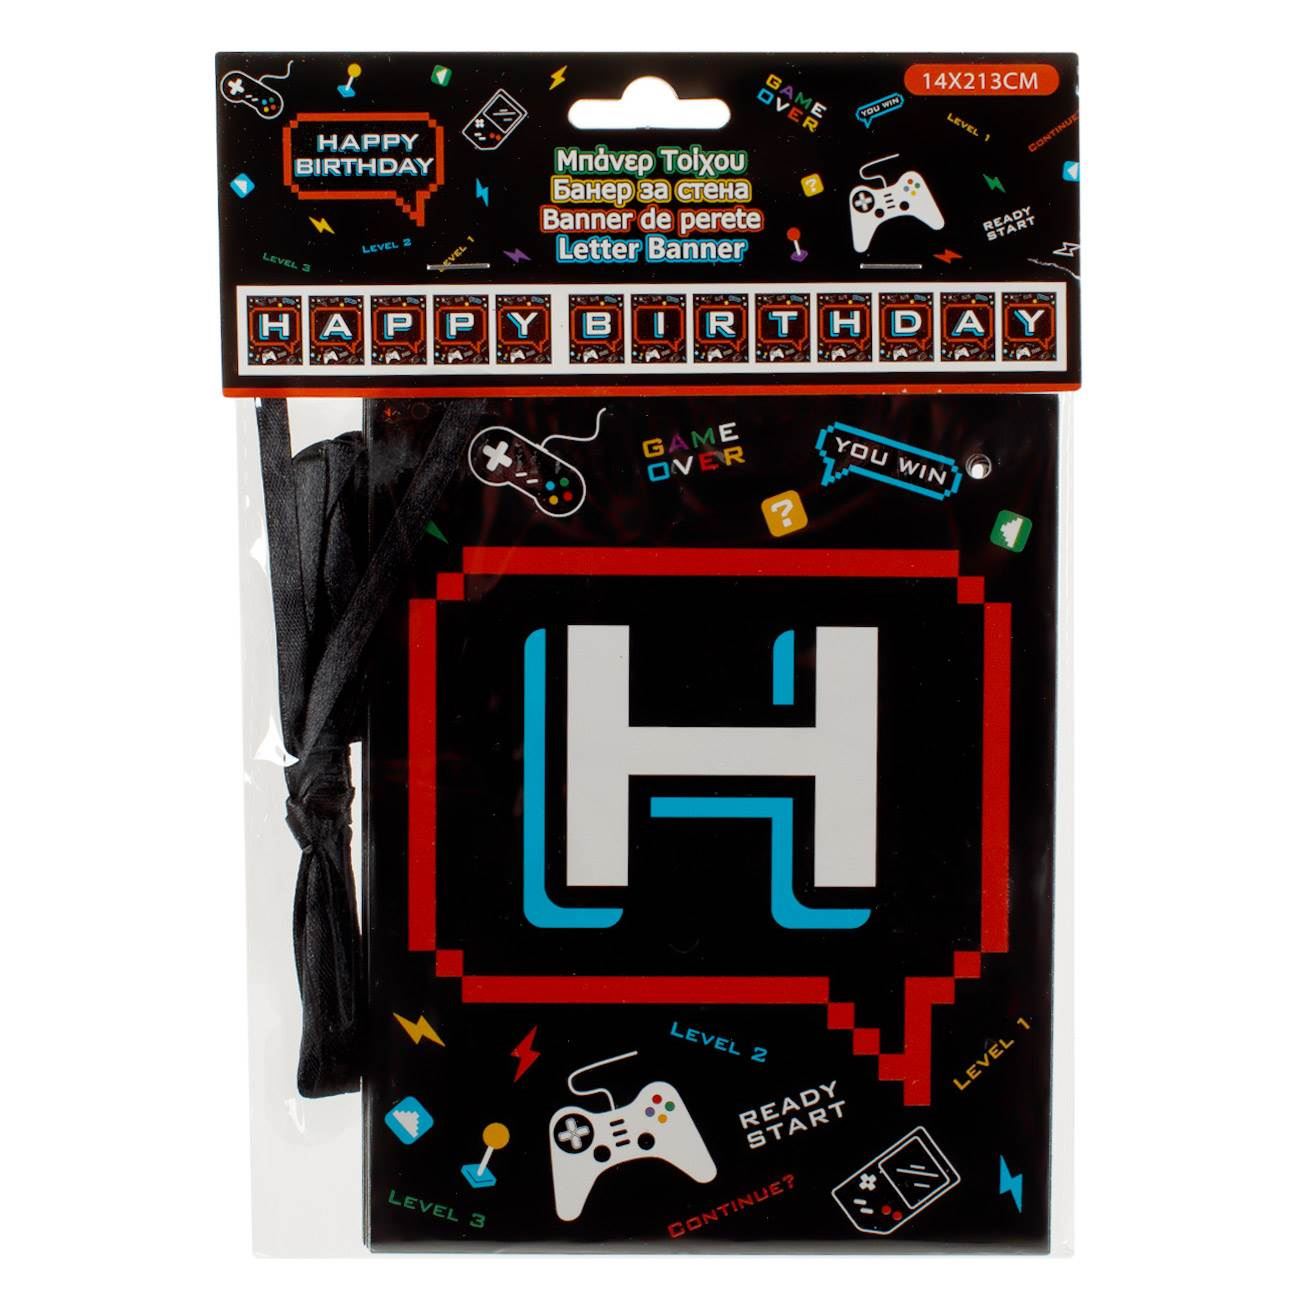 14X213CM
HAPPY
BIRTHDAY
GAME
OVER
YOU WIN
LEVEL 1
CONTINUE
Μπάνερ Τοίχου
Банер за стена
Banner de perete
Letter Banner
READY
START
LEVEL 2
LEVEL 1
LEVEL 3
HAPPY BIRTHDAY
GAME
OVER
YOU WIN
?
H
LEVEL 2
LEVEL 1
READY
START
CONTINUE?
LEVEL 3